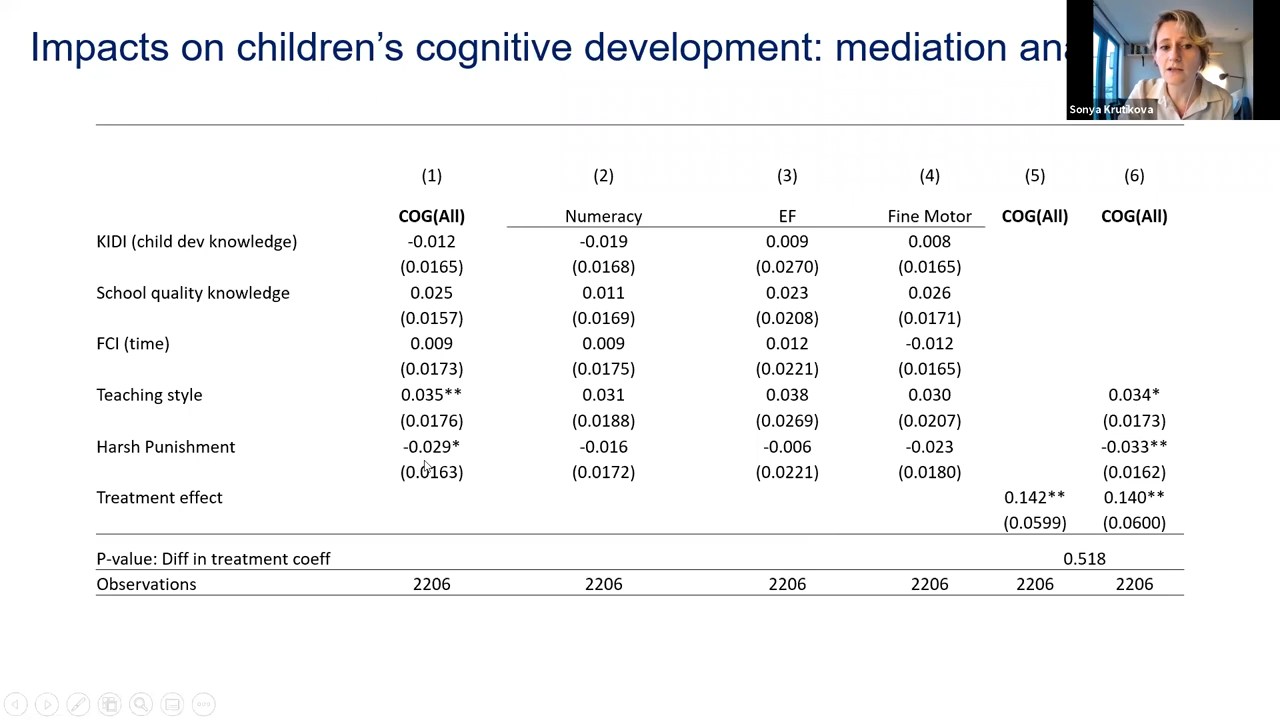 Impacts on children's cognitive development: mediation ana
Sonya Krutikova
(1) (2) (3) (4) (5) (6)
COG(All) Numeracy EF Fine Motor COG(All) COG(All)
KIDI (child dev knowledge) -0.012 -0.019 0.009 0.008
(0.0165) (0.0168) (0.0270) (0.0165)
School quality knowledge 0.025 0.011 0.023 0.026
(0.0157) (0.0169) (0.0208) (0.0171)
FCI (time) 0.009 0.009 0.012 -0.012
(0.0173) (0.0175) (0.0221) (0.0165)
Teaching style 0.035** 0.031 0.038 0.030 0.034*
(0.0176) (0.0188) (0.0269) (0.0207) (0.0173)
Harsh Punishment -0.029* -0.016 -0.006 -0.023 -0.033**
(0.0163) (0.0172) (0.0221) (0.0180) (0.0162)
Treatment effect 0.142** 0.140**
(0.0599) (0.0600)
P-value: Diff in treatment coeff 0.518
Observations 2206 2206 2206 2206 2206 2206